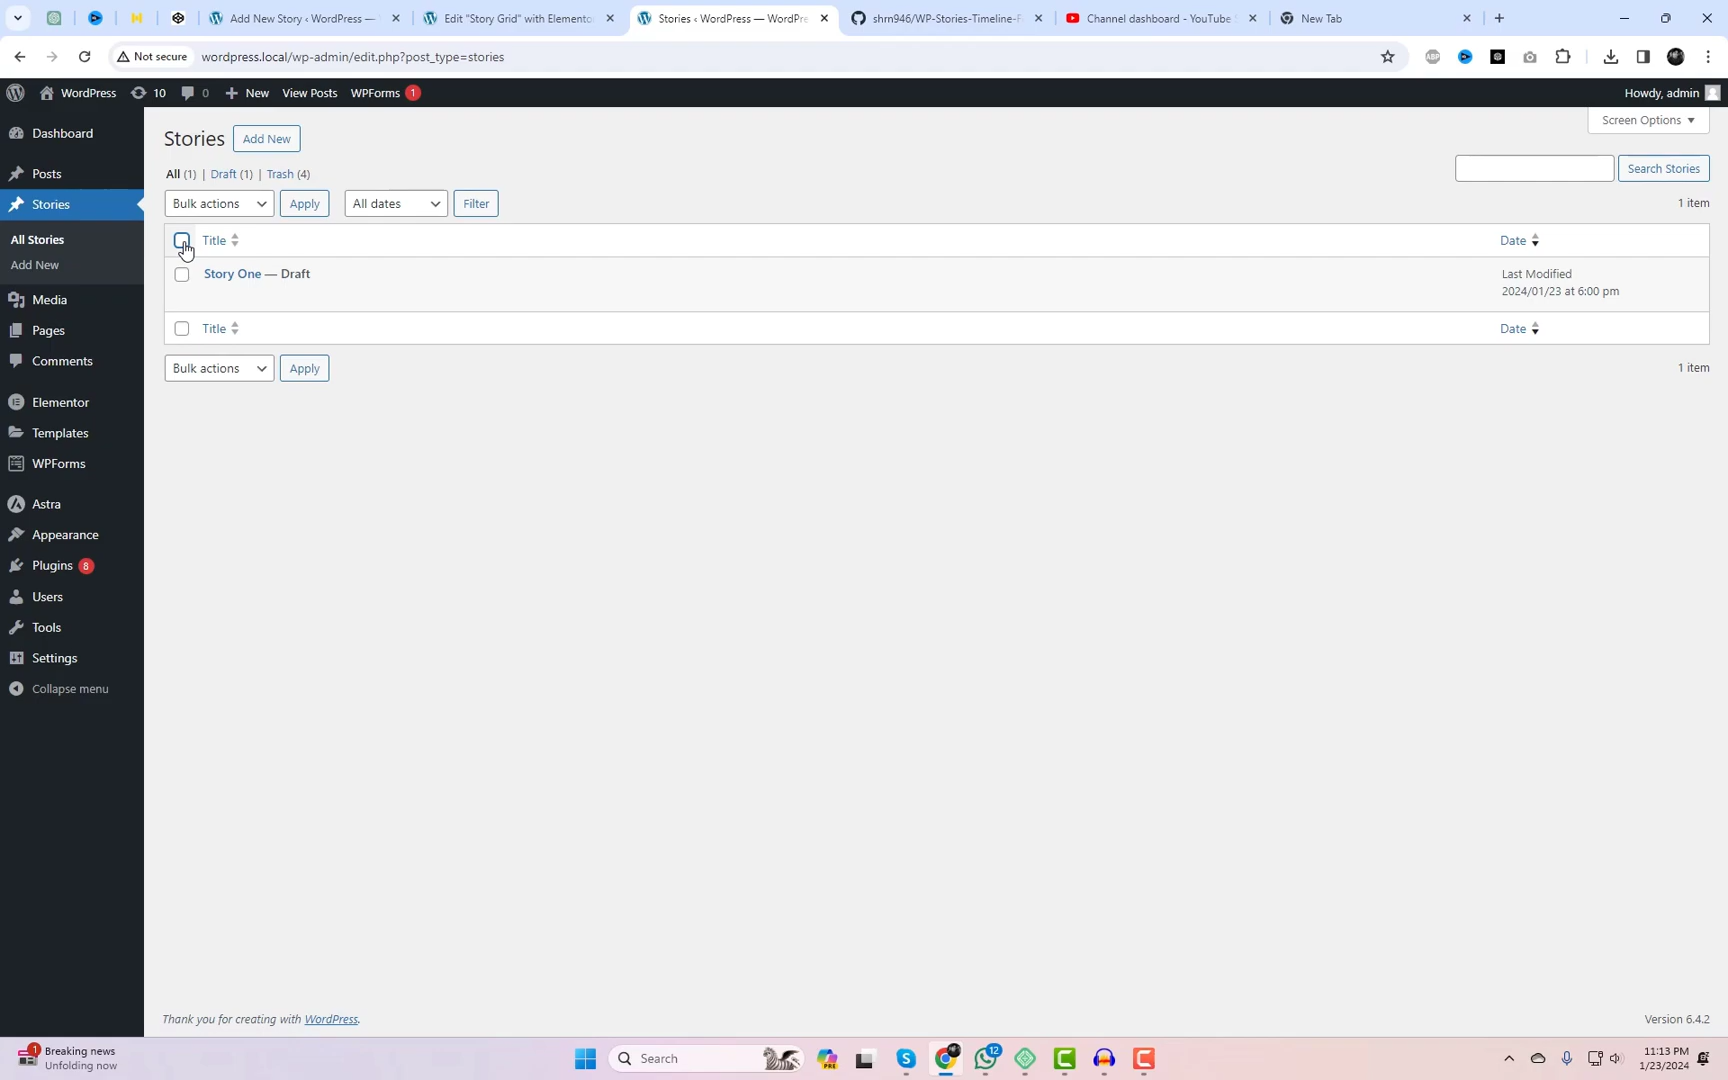 Add New Story ‹ WordPress —
Edit "Story Grid" with Elemento
Stories ‹ WordPress — WordPre
shrn946/WP-Stories-Timeline-F
Channel dashboard - YouTube
New Tab
Not secure
wordpress.local/wp-admin/edit.php?post_type=stories
ABP
WordPress
10
0
New
View Posts
WPForms 1
Howdy, admin
Dashboard
Posts
Stories
All Stories
Add New
Media
Pages
Comments
Elementor
Templates
WPForms
Astra
Appearance
Plugins 8
Users
Tools
Settings
Collapse menu
Screen Options
Stories
Add New
All (1) | Draft (1) | Trash (4)
Search Stories
Bulk actions
Apply
All dates
Filter
1 item
Title
Date
Story One — Draft
Last Modified
2024/01/23 at 6:00 pm
Title
Date
Bulk actions
Apply
1 item
Thank you for creating with WordPress.
Version 6.4.2
1
Breaking news
Unfolding now
Search
PRE
12
11:13 PM
1/23/2024